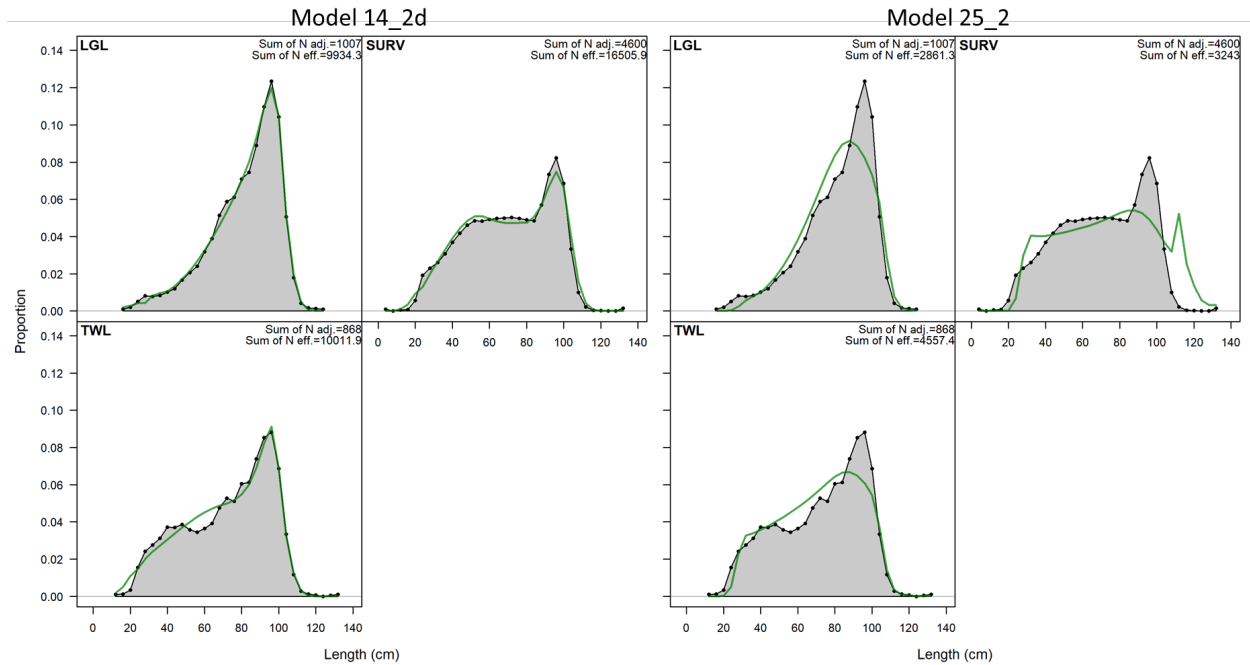 Model 14_2d
Model 25_2
LGL
Sum of N adj.=1007
Sum of N eff.=9934.3
SURV
Sum of N adj.=4600
Sum of N eff.=16505.9
LGL
Sum of N adj.=1007
Sum of N eff.=2861.3
SURV
Sum of N adj.=4600
Sum of N eff.=3243
0.14
0.12
0.10
0.08
0.06
0.04
0.02
0.00
TWL
Sum of N adj.=868
Sum of N eff.=10011.9
0 20 40 60 80 100 120 140
TWL
Sum of N adj.=868
Sum of N eff.=4557.4
0 20 40 60 80 100 120 140
0.14
0.12
0.10
0.08
0.06
0.04
0.02
0.00
Proportion
0 20 40 60 80 100 120 140
0 20 40 60 80 100 120 140
Length (cm)
Length (cm)